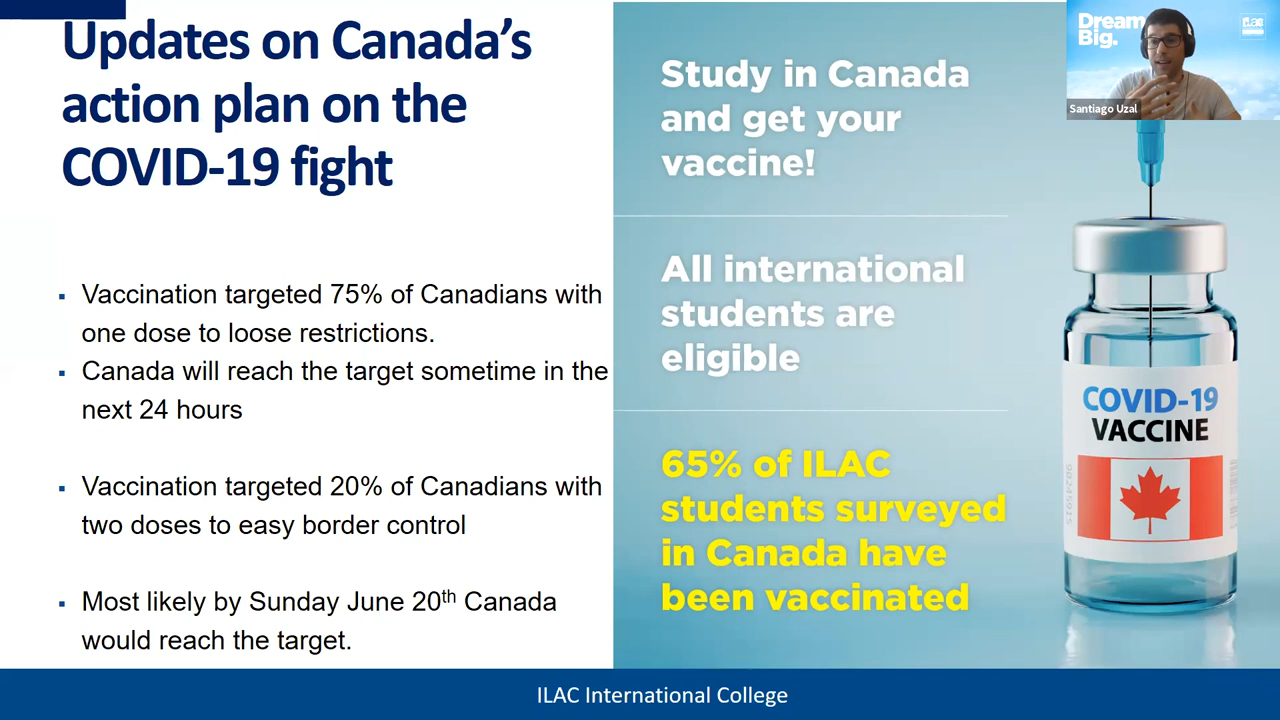 Updates on Canada's
action plan on the
COVID-19 fight
▪ Vaccination targeted 75% of Canadians with
one dose to loose restrictions.
▪ Canada will reach the target sometime in the
next 24 hours
▪ Vaccination targeted 20% of Canadians with
two doses to easy border control
▪ Most likely by Sunday June 20th Canada
would reach the target.
Study in Canada
and get your
vaccine!
All international
students are
eligible
65% of ILAC
students surveyed
in Canada have
been vaccinated
Dream
Big.
ilac
Santiago Uzal
COVID-19
VACCINE
98245915
ILAC International College